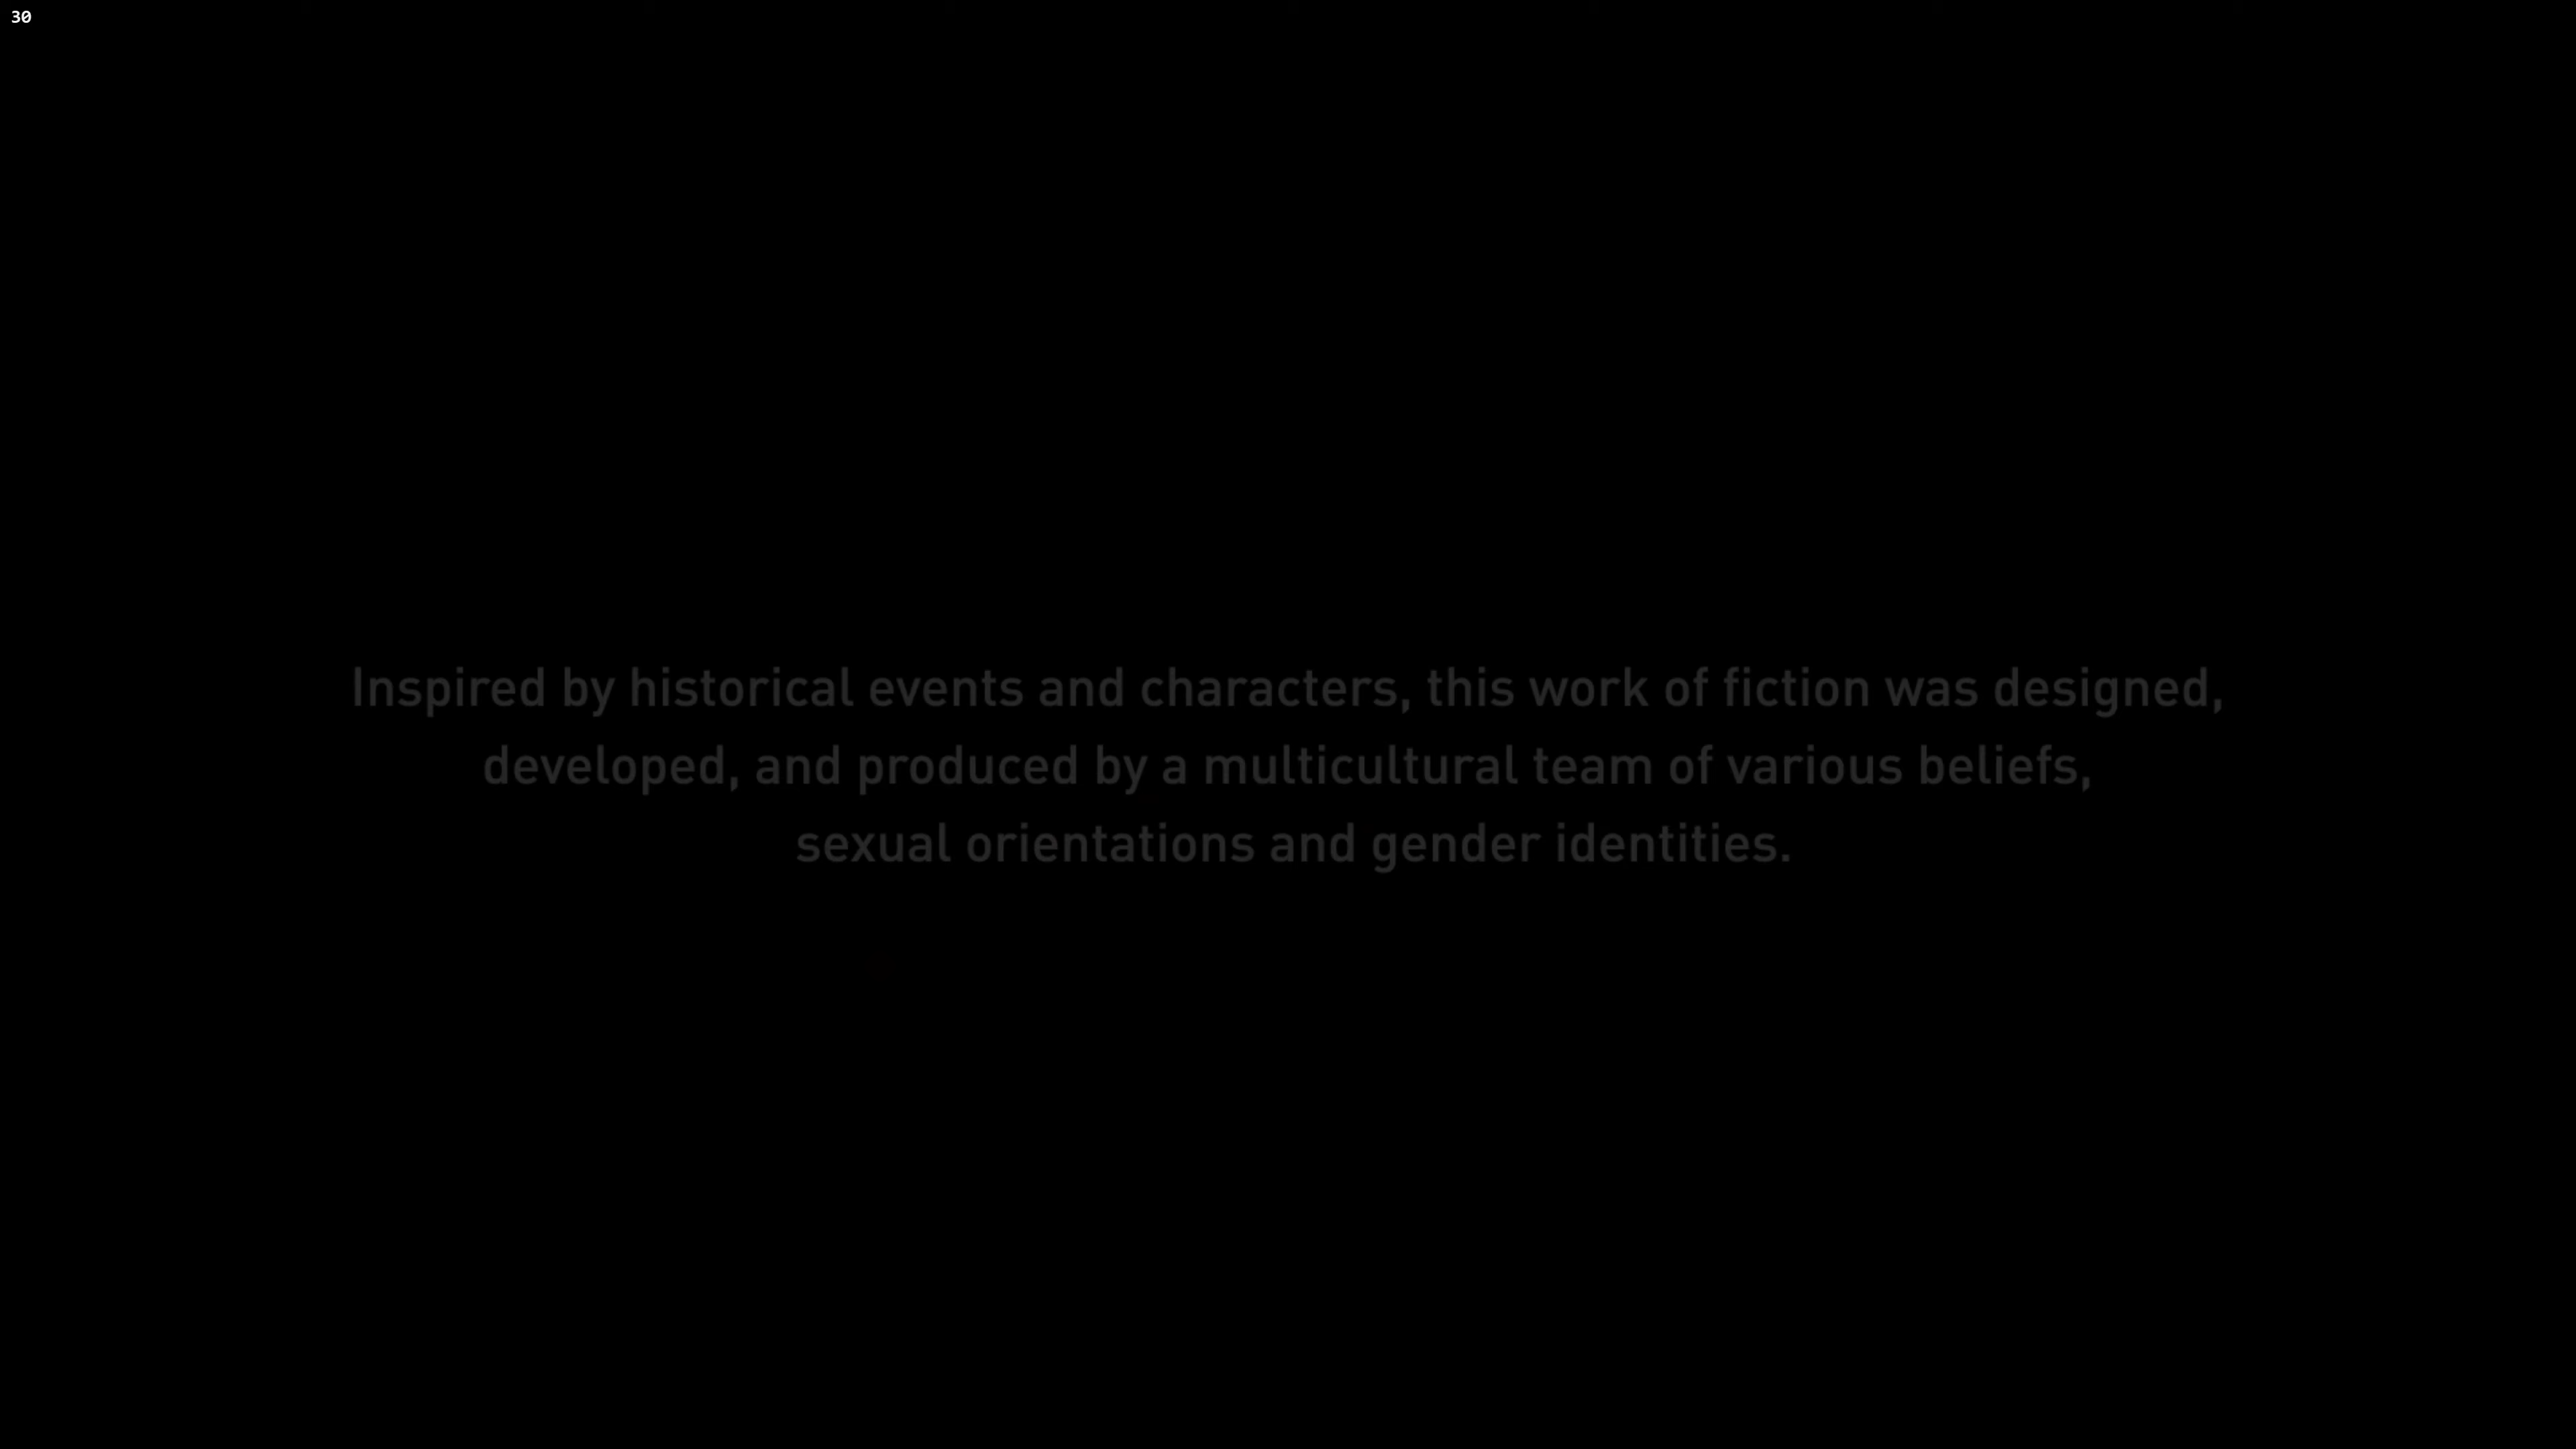 30
Inspired by historical events and characters, this work of fiction was designed,
developed, and produced by a multicultural team of various beliefs,
sexual orientations and gender identities.